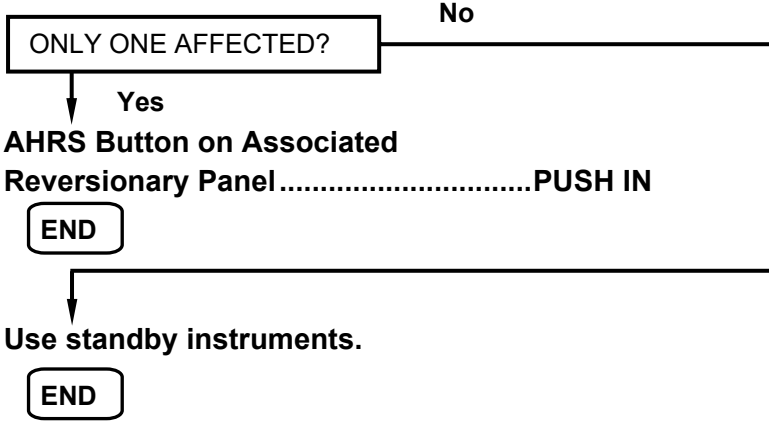 No
ONLY ONE AFFECTED?
Yes
AHRS Button on Associated
Reversionary Panel...............................PUSH IN
END
Use standby instruments.
END